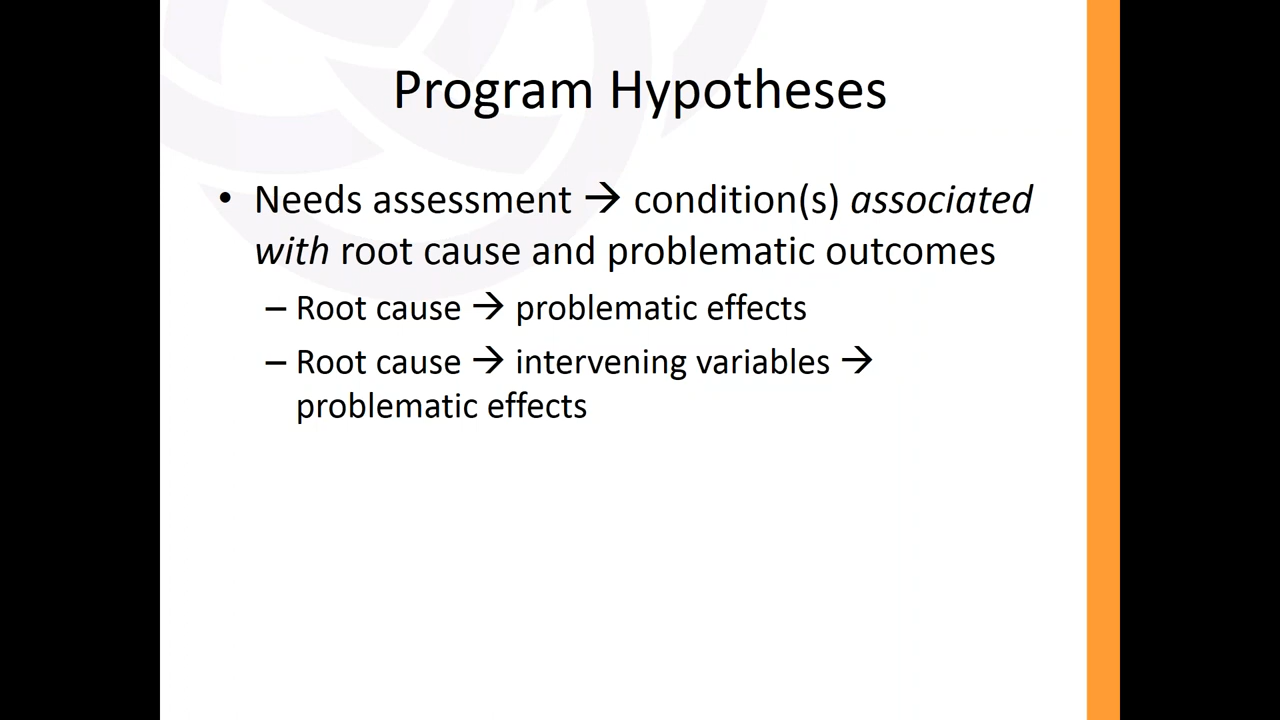 Program Hypotheses
• Needs assessment → condition(s) associated
with root cause and problematic outcomes
– Root cause → problematic effects
– Root cause → intervening variables →
problematic effects